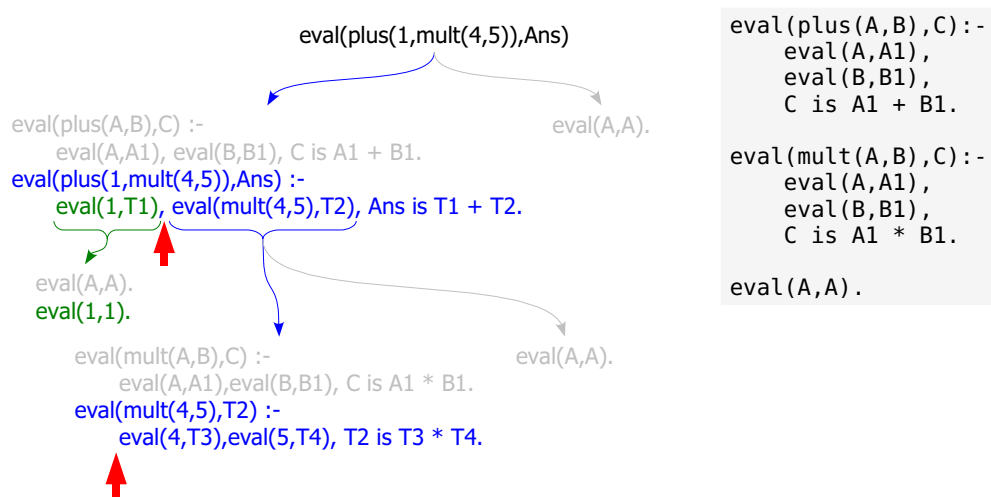 eval(plus(1,mult(4,5)),Ans)
eval(plus(A,B),C) :-
eval(A,A1), eval(B,B1), C is A1 + B1.
eval(A,A).
eval(plus(1,mult(4,5)),Ans) :-
eval(1,T1), eval(mult(4,5),T2), Ans is T1 + T2.
eval(A,A).
eval(1,1).
eval(mult(A,B),C) :-
eval(A,A1),eval(B,B1), C is A1 * B1.
eval(A,A).
eval(mult(4,5),T2) :-
eval(4,T3),eval(5,T4), T2 is T3 * T4.
eval(plus(A,B),C):-
eval(A,A1),
eval(B,B1),
C is A1 + B1.
eval(mult(A,B),C):-
eval(A,A1),
eval(B,B1),
C is A1 * B1.
eval(A,A).